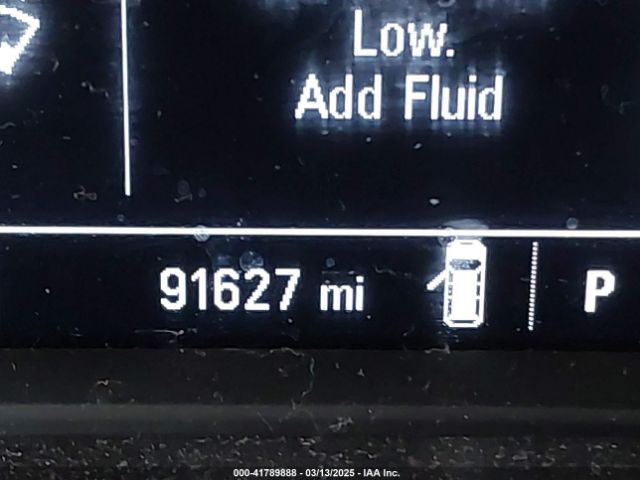 Low.
Add Fluid
91627 mi
P
000-41789888 - 03/13/2025 - IAA Inc.